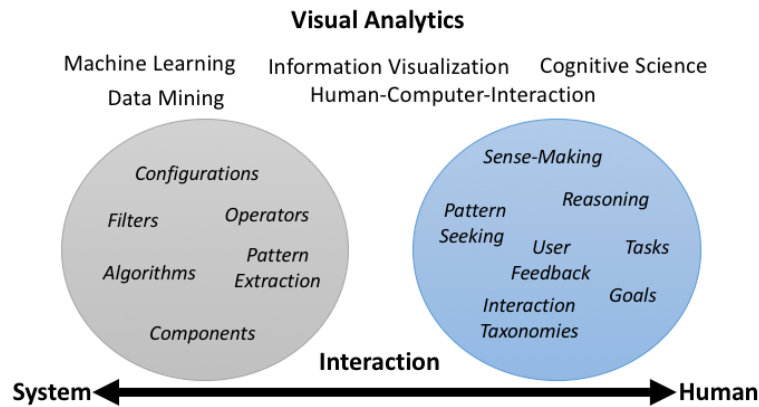 Visual Analytics
Machine Learning
Data Mining
Information Visualization
Human-Computer-Interaction
Cognitive Science
Configurations
Filters
Operators
Algorithms
Pattern
Extraction
Components
Sense-Making
Reasoning
Pattern
Seeking
User
Feedback
Tasks
Goals
Interaction
Taxonomies
Interaction
System
Human